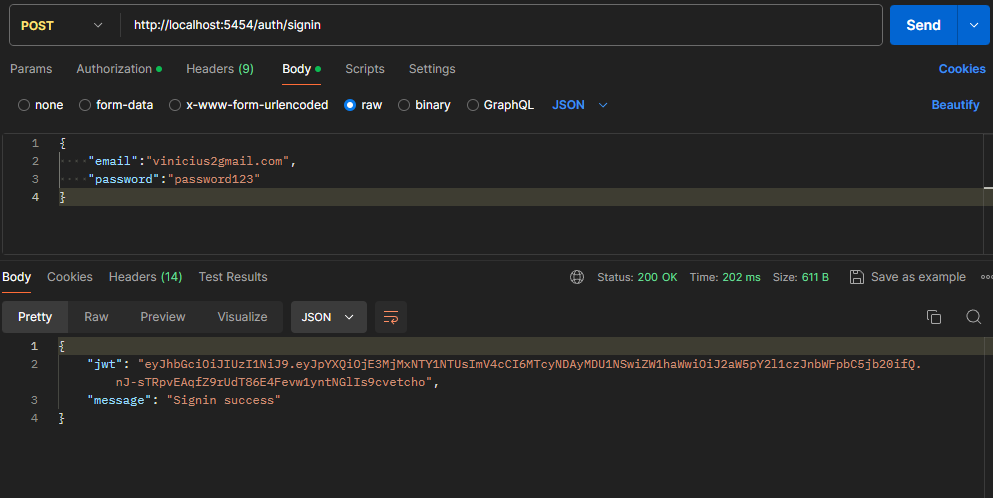 POST http://localhost:5454/auth/signin Send
Params Authorization Headers (9) Body Scripts Settings Cookies
none form-data x-www-form-urlencoded raw binary GraphQL JSON Beautify
1 {
2 "email":"vinicius2gmail.com",
3 "password":"password123"
4 }
Body Cookies Headers (14) Test Results Status: 200 OK Time: 202 ms Size: 611 B Save as example
Pretty Raw Preview Visualize JSON
1 {
2 "jwt": "eyJhbGciOiJIUzI1NiJ9.eyJpYXQiOjE3MjMxNTY1NTUsImV4cCI6MTcyNDAyMDU1NSwiZW1haWwiOiJ2aW5pY2l1czJnbWFpbC5jb20ifQ.
nJ-sTRpvEAqfZ9rUdT86E4Fevw1yntNGlIs9cvetcho",
3 "message": "Signin success"
4 }